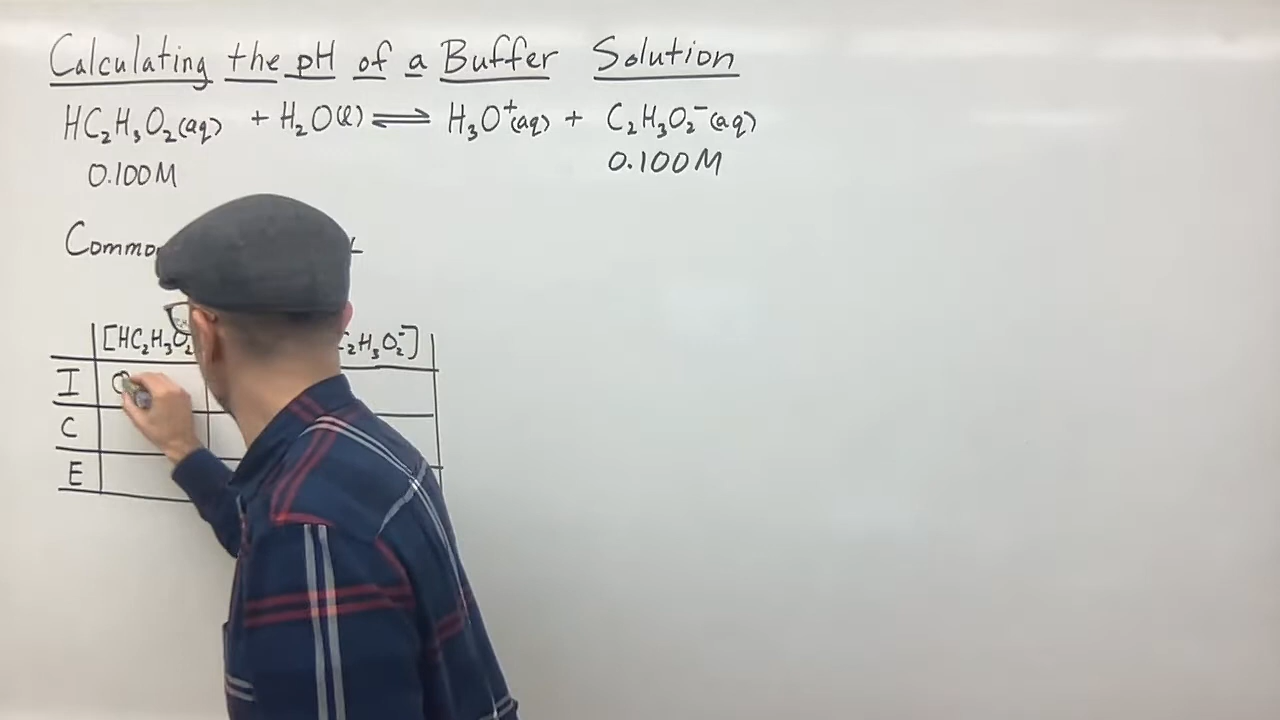 Calculating the pH of a Buffer Solution
HC₂H₃O₂(aq) + H₂O(l) ⇌ H₃O⁺(aq) + C₂H₃O₂⁻(aq)
0.100M 0.100M
[HC₂H₃O₂ C₂H₃O₂⁻]
I
C
E